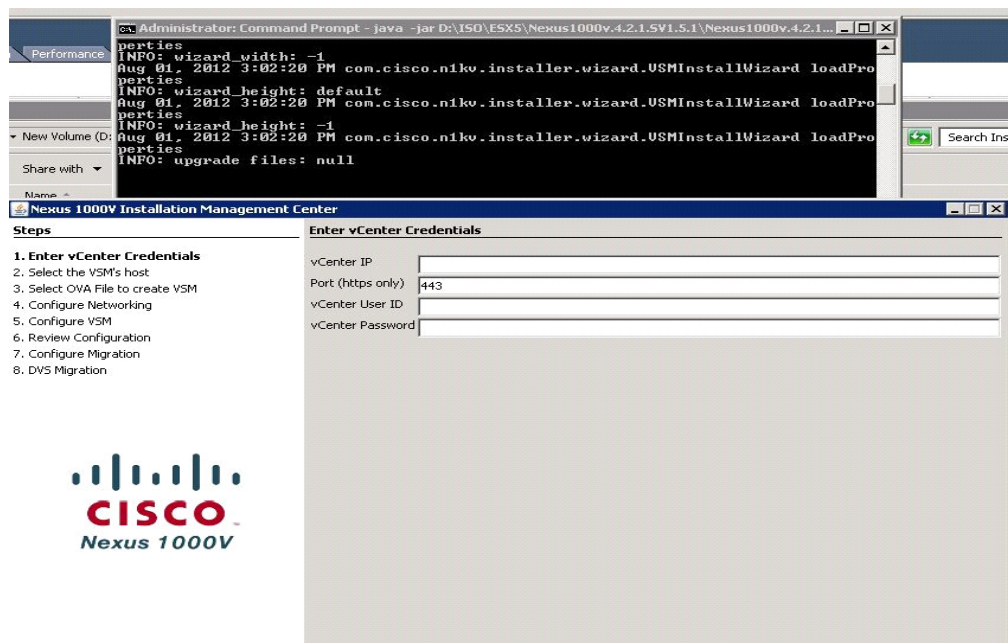 Administrator: Command Prompt - java -jar D:\ISO\ESX5\Nexus1000v.4.2.1.SV1.5.1\Nexus1000v.4.2.1...
perties
INFO: wizard_width: -1
Aug 01, 2012 3:02:20 PM com.cisco.n1kv.installer.wizard.VSMInstallWizard loadPro
perties
INFO: wizard_height: default
Aug 01, 2012 3:02:20 PM com.cisco.n1kv.installer.wizard.VSMInstallWizard loadPro
perties
INFO: wizard_height: -1
Aug 01, 2012 3:02:20 PM com.cisco.n1kv.installer.wizard.VSMInstallWizard loadPro
perties
INFO: upgrade files: null
Performance
New Volume (D:
Search Ins
Share with
Name
Nexus 1000V Installation Management Center
Steps
1. Enter vCenter Credentials
2. Select the VSM's host
3. Select OVA File to create VSM
4. Configure Networking
5. Configure VSM
6. Review Configuration
7. Configure Migration
8. DVS Migration
Enter vCenter Credentials
vCenter IP
Port (https only) 443
vCenter User ID
vCenter Password
CISCO
Nexus 1000V